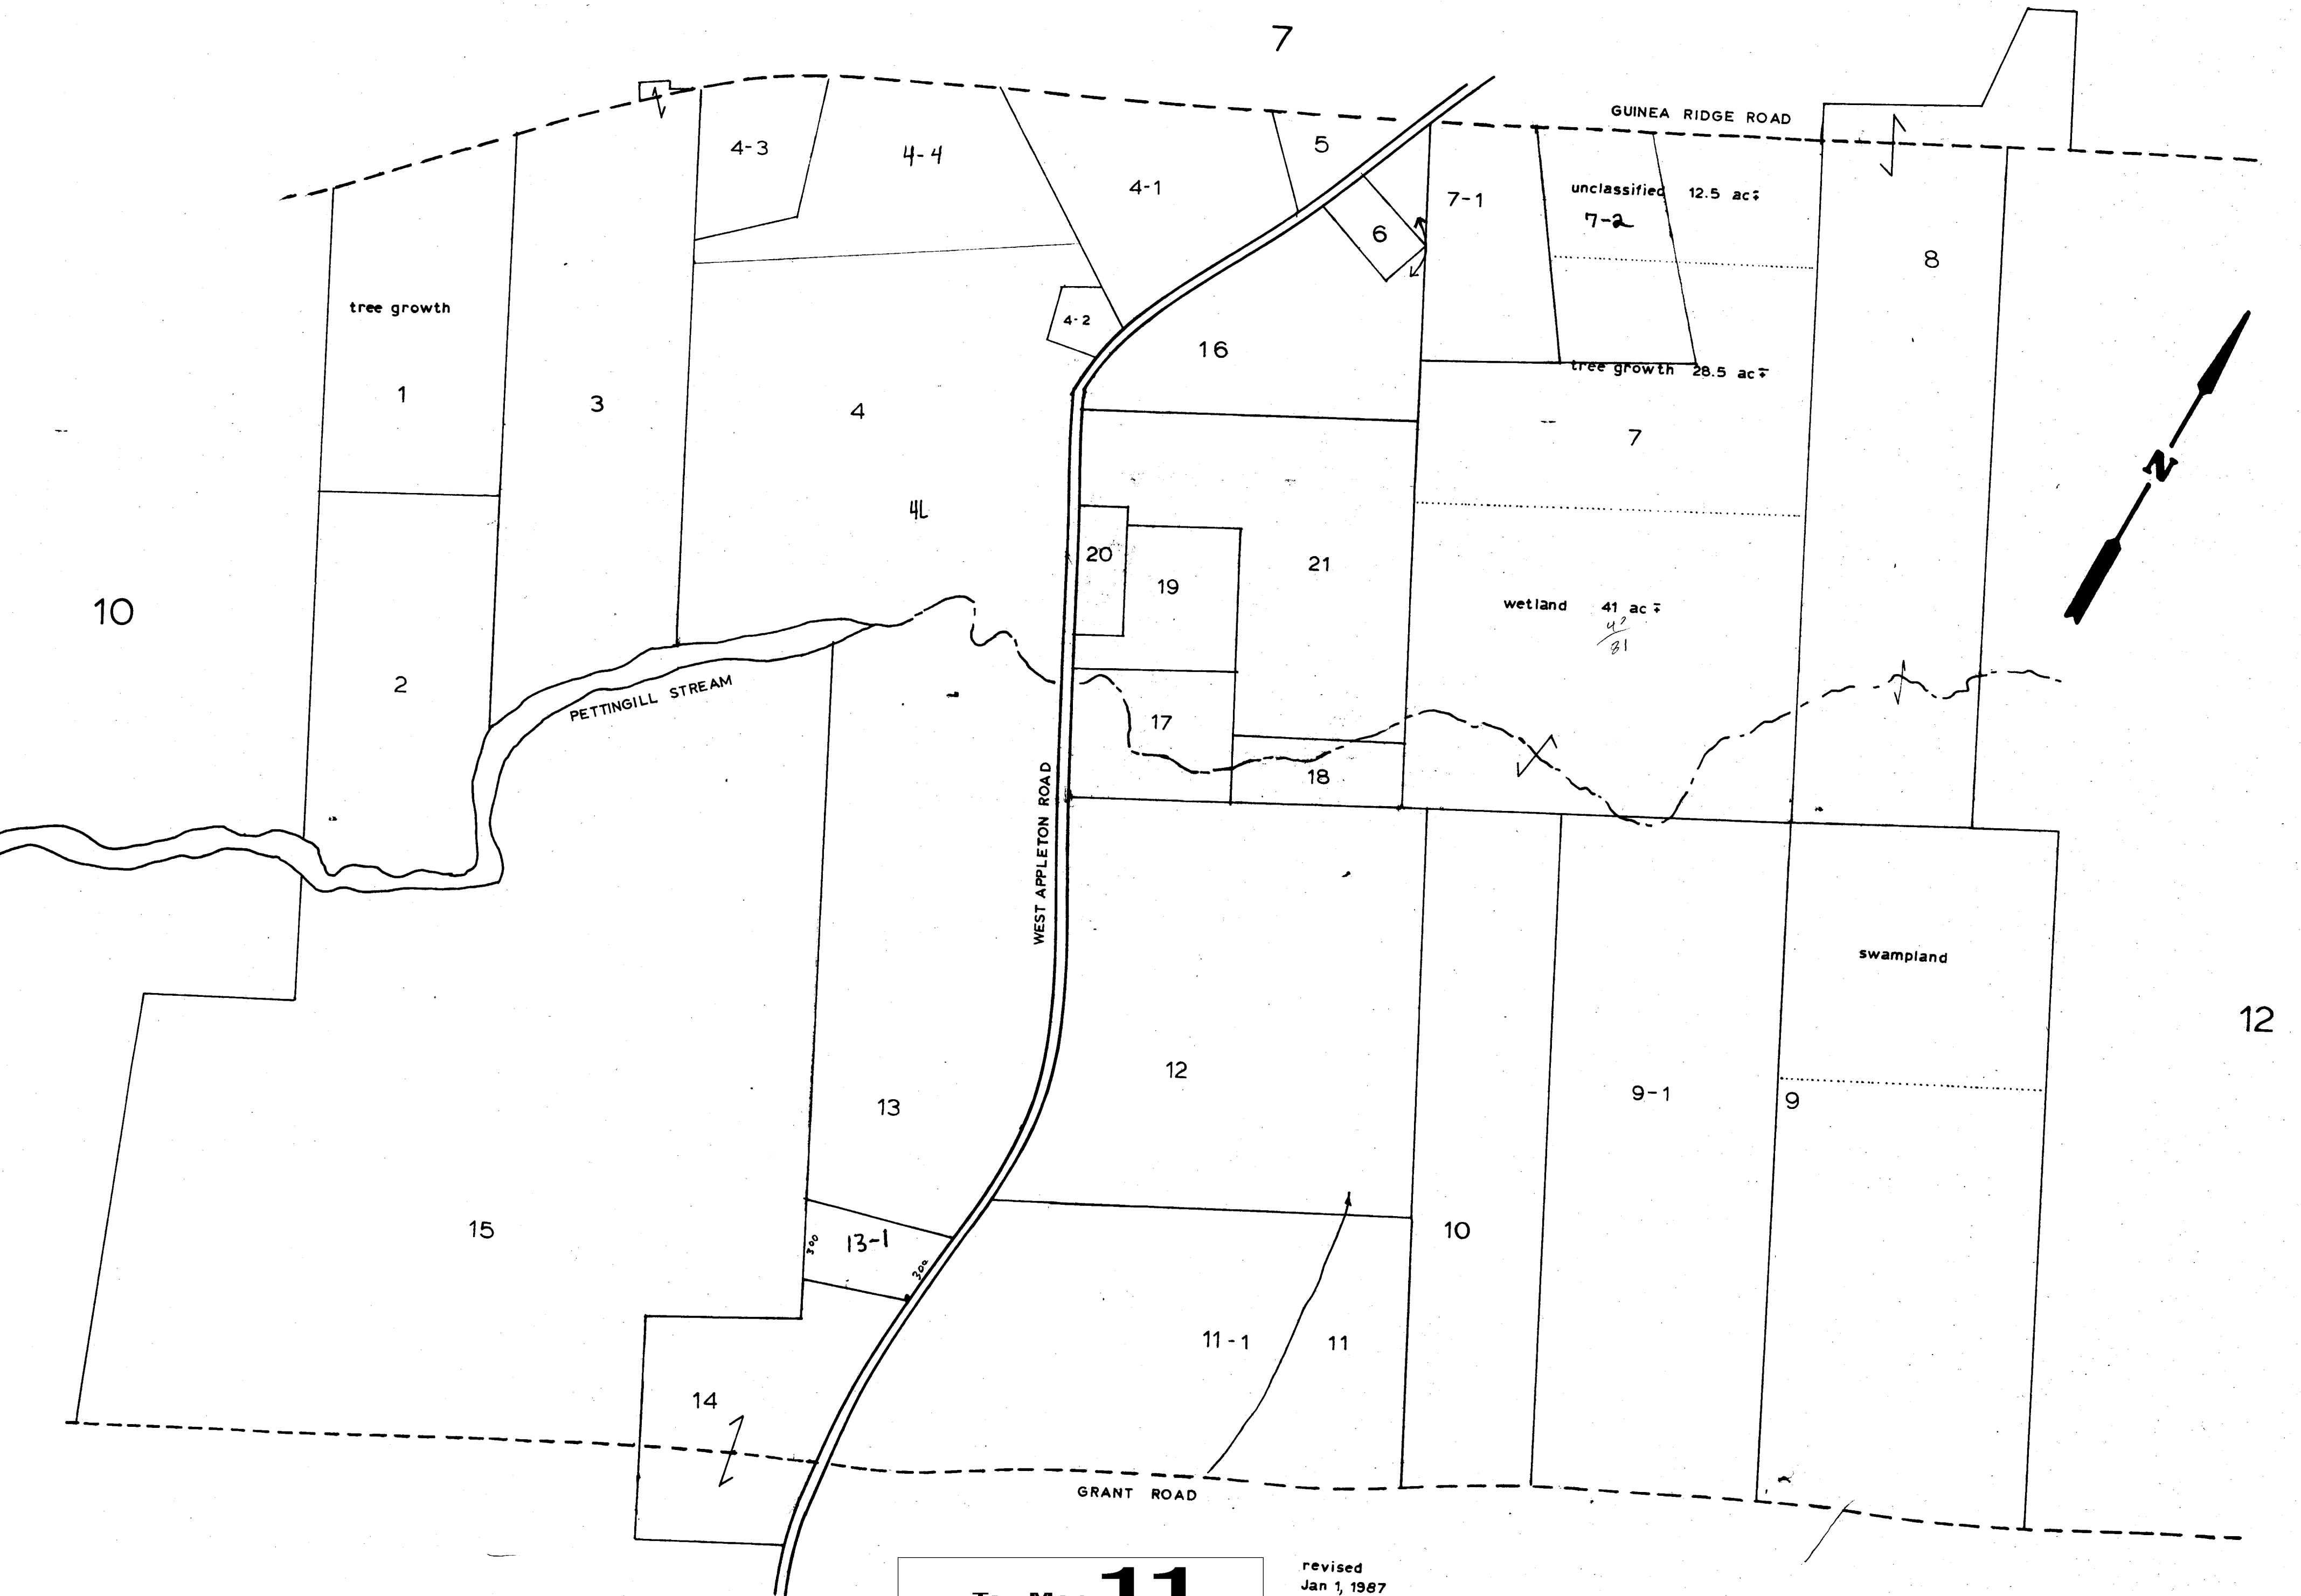 7
GUINEA RIDGE ROAD
4-3
4-4
4-1
5
6
7-1
unclassified 12.5 ac∓
7-2
8
tree growth
1
3
4
4-2
16
tree growth 28.5 ac∓
7
N
4L
20
19
21
wetland 41 ac∓
10
2
PETTINGILL STREAM
17
18
WEST APPLETON ROAD
swampland
12
13
12
9-1
9
15
13-1
300
300
10
11-1
11
14
GRANT ROAD
11
revised
Jan 1, 1987